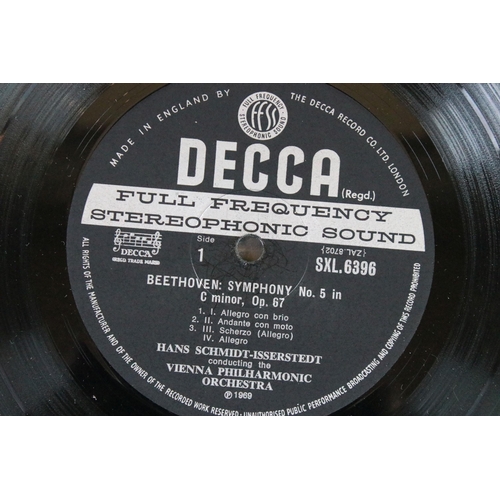 MADE IN ENGLAND BY
FULL FREQUENCY
STEREOPHONIC SOUND
FFSS
THE DECCA RECORD CO. LTD. LONDON
DECCA (Regd.)
FULL FREQUENCY
STEREOPHONIC SOUND
DECCA
REGD. TRADE MARK
Side
1
{ZAL.8702}
SXL.6396
BEETHOVEN: SYMPHONY No. 5 in
C minor, Op. 67
1. I. Allegro con brio
2. II. Andante con moto
3. III. Scherzo (Allegro)
IV. Allegro
HANS SCHMIDT-ISSERSTEDT
conducting the
VIENNA PHILHARMONIC
ORCHESTRA
℗ 1969
ALL RIGHTS OF THE MANUFACTURER AND OF THE OWNER OF THE RECORDED WORK RESERVED - UNAUTHORISED PUBLIC PERFORMANCE BROADCASTING AND COPYING OF THIS RECORD PROHIBITED